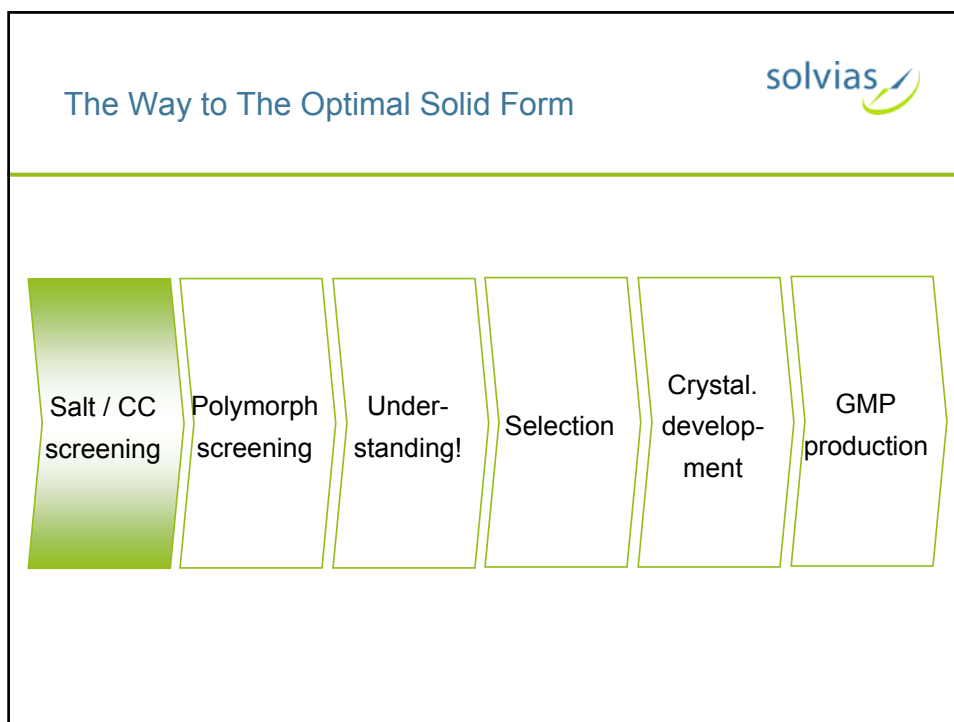 solvias
The Way to The Optimal Solid Form
Salt / CC
screening
Polymorph
screening
Under-
standing!
Selection
Crystal.
develop-
ment
GMP
production